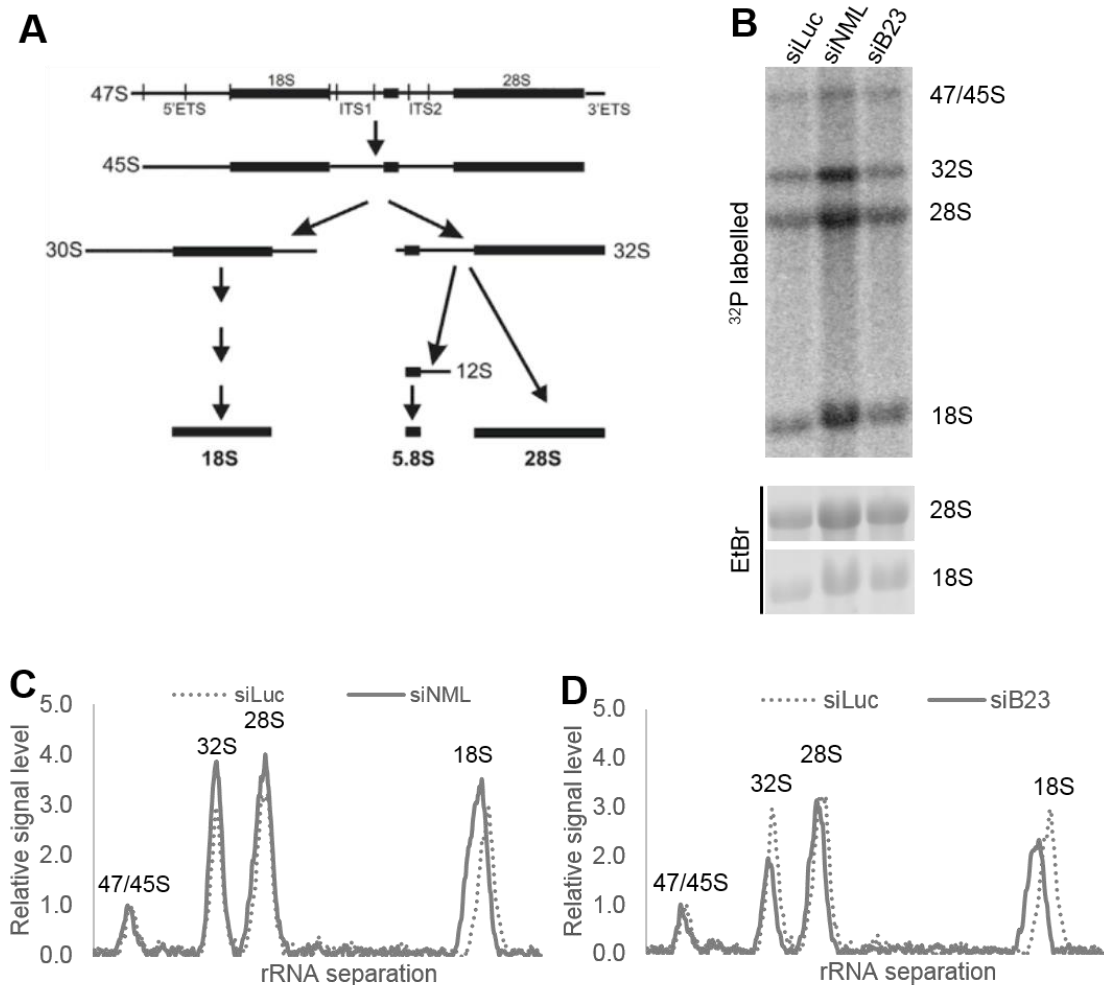 A
47S
18S
28S
5'ETS
ITS1
ITS2
3'ETS
45S
30S
32S
12S
18S
5.8S
28S
B
siLuc
siNML
siB23
32P labelled
47/45S
32S
28S
18S
EtBr
28S
18S
C
siLuc
siNML
Relative signal level
5.0
4.0
3.0
2.0
1.0
0.0
47/45S
32S
28S
18S
rRNA separation
D
siLuc
siB23
Relative signal level
5.0
4.0
3.0
2.0
1.0
0.0
47/45S
32S
28S
18S
rRNA separation